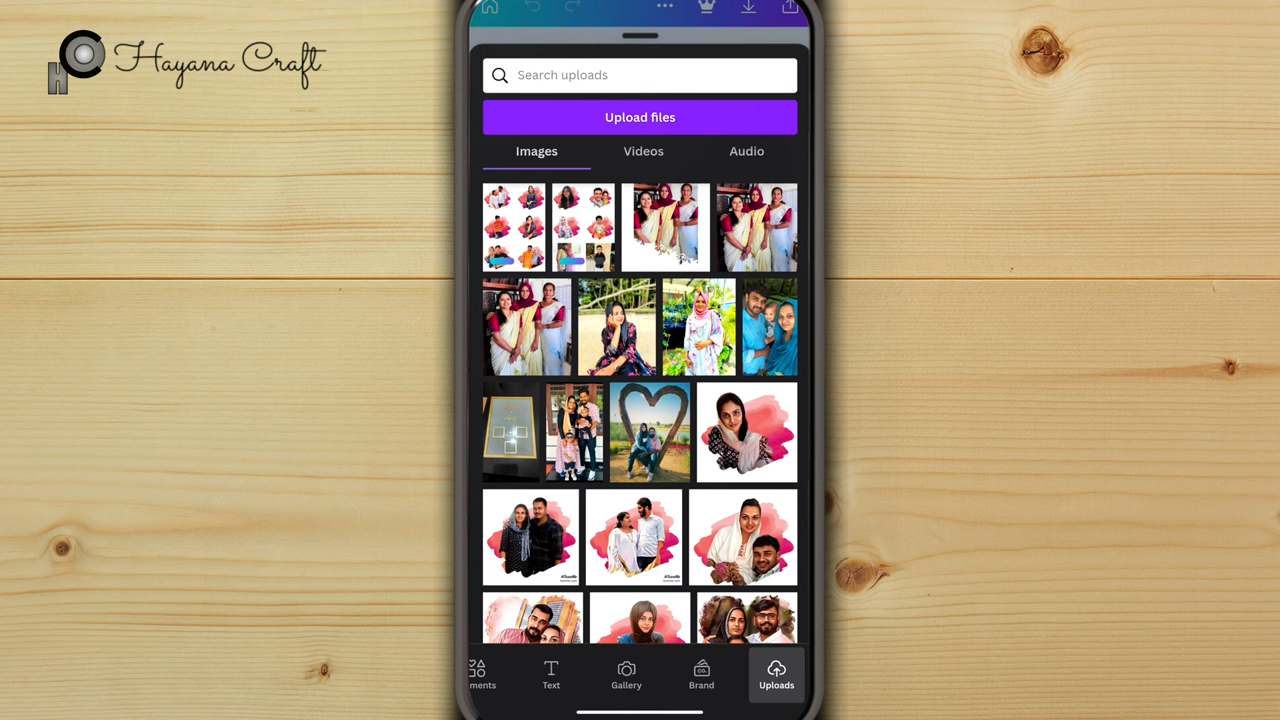 Hayana Craft
Search uploads
Upload files
Images
Videos
Audio
ments
Text
Gallery
Brand
Uploads